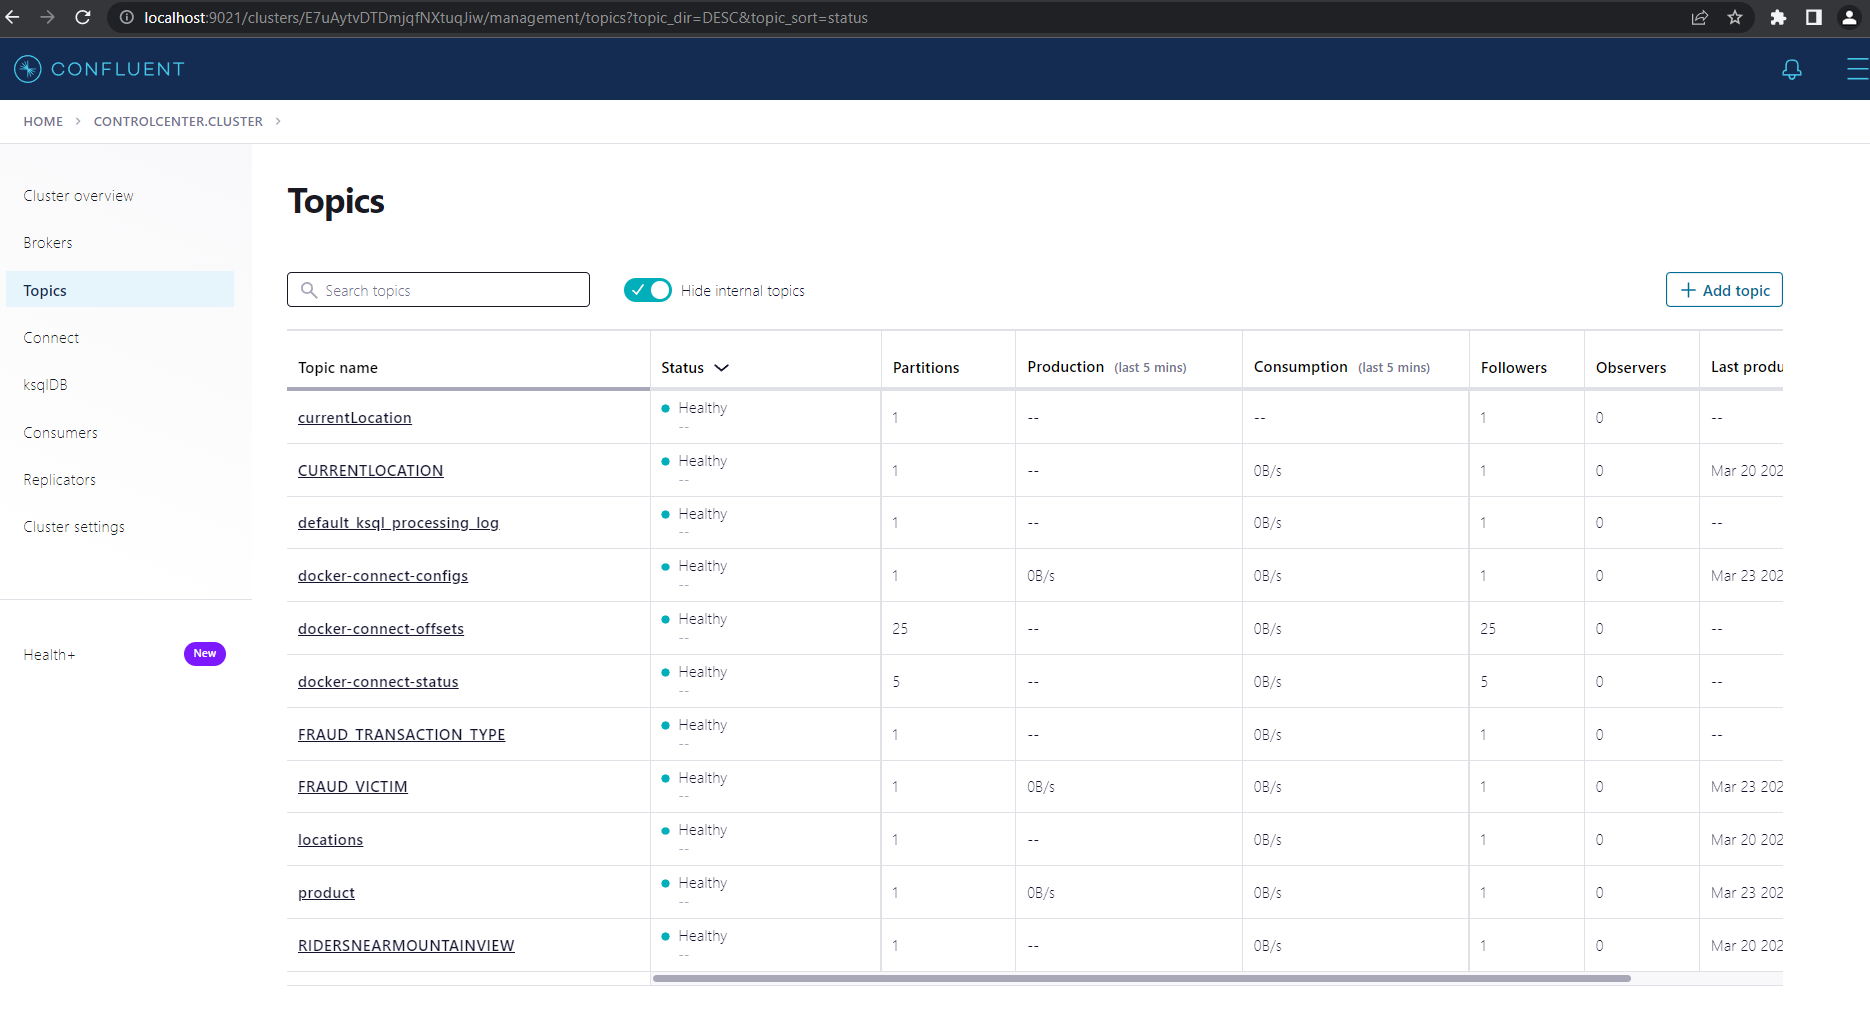 localhost:9021/clusters/E7uAytvDTDmjqfNXtuqJiw/management/topics?topic_dir=DESC&topic_sort=status
CONFLUENT
HOME > CONTROLCENTER.CLUSTER >
Cluster overview
Brokers
Topics
Connect
ksqlDB
Consumers
Replicators
Cluster settings
Health+ New
Topics
Search topics Hide internal topics + Add topic
Topic name Status Partitions Production (last 5 mins) Consumption (last 5 mins) Followers Observers Last produ
currentLocation Healthy -- 1 -- -- 1 0 --
CURRENTLOCATION Healthy -- 1 -- 0B/s 1 0 Mar 20 202
default_ksql_processing_log Healthy -- 1 -- 0B/s 1 0 --
docker-connect-configs Healthy -- 1 0B/s 0B/s 1 0 Mar 23 202
docker-connect-offsets Healthy -- 25 -- 0B/s 25 0 --
docker-connect-status Healthy -- 5 -- 0B/s 5 0 --
FRAUD_TRANSACTION_TYPE Healthy -- 1 -- 0B/s 1 0 --
FRAUD_VICTIM Healthy -- 1 0B/s 0B/s 1 0 Mar 23 202
locations Healthy -- 1 -- 0B/s 1 0 Mar 20 202
product Healthy -- 1 0B/s 0B/s 1 0 Mar 23 202
RIDERSNEARMOUNTAINVIEW Healthy -- 1 -- 0B/s 1 0 Mar 20 202